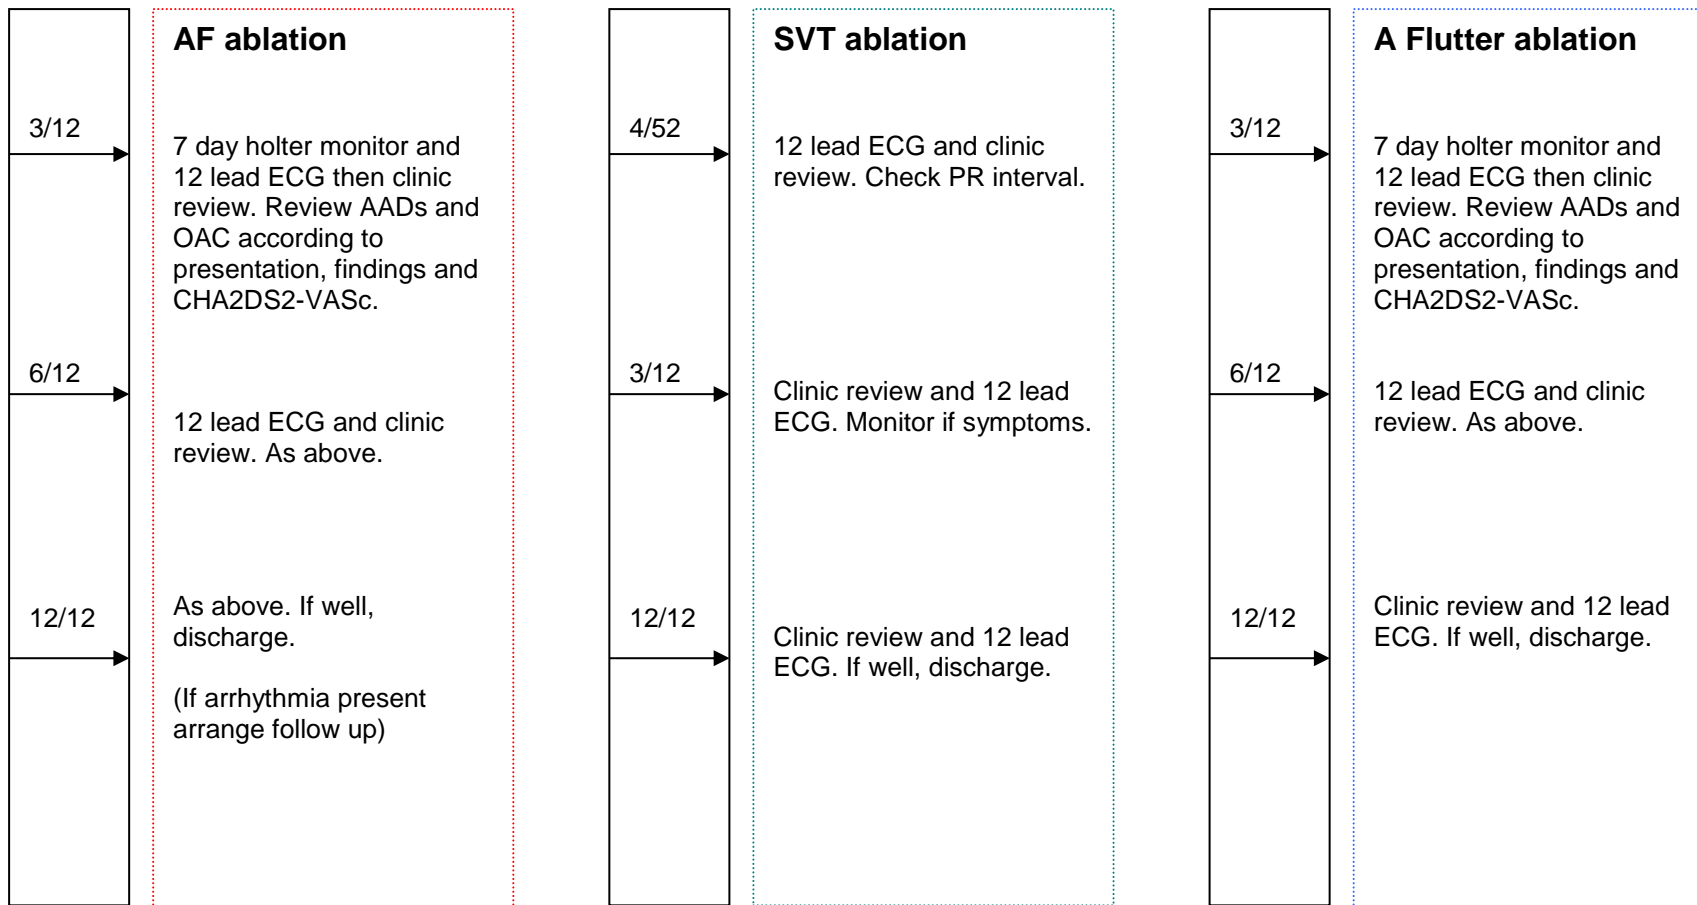 AF ablation
3/12
7 day holter monitor and
12 lead ECG then clinic
review. Review AADs and
OAC according to
presentation, findings and
CHA2DS2-VASc.
6/12
12 lead ECG and clinic
review. As above.
12/12
As above. If well,
discharge.
(If arrhythmia present
arrange follow up)
SVT ablation
4/52
12 lead ECG and clinic
review. Check PR interval.
3/12
Clinic review and 12 lead
ECG. Monitor if symptoms.
12/12
Clinic review and 12 lead
ECG. If well, discharge.
A Flutter ablation
3/12
7 day holter monitor and
12 lead ECG then clinic
review. Review AADs and
OAC according to
presentation, findings and
CHA2DS2-VASc.
6/12
12 lead ECG and clinic
review. As above.
12/12
Clinic review and 12 lead
ECG. If well, discharge.